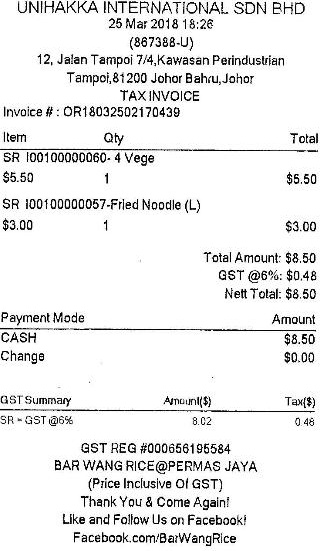 UNIHAKKA INTERNATIONAL SDN BHD
25 Mar 2018 18:26
(867388-U)
12, Jalan Tampoi 7/4,Kawasan Perindustrian
Tampoi,81200 Johor Bahru,Johor
TAX INVOICE
Invoice # : OR18032502170439
Item Qty Total
SR I00100000060- 4 Vege
$5.50 1 $5.50
SR I00100000057-Fried Noodle (L)
$3.00 1 $3.00
Total Amount: $8.50
GST @6%: $0.48
Nett Total: $8.50
Payment Mode Amount
CASH $8.50
Change $0.00
GST Summary Amount($) Tax($)
SR - GST @6% 8.02 0.48
GST REG #000656195584
BAR WANG RICE@PERMAS JAYA
(Price Inclusive Of GST)
Thank You & Come Again!
Like and Follow Us on Facebook!
Facebook.com/BarWangRice